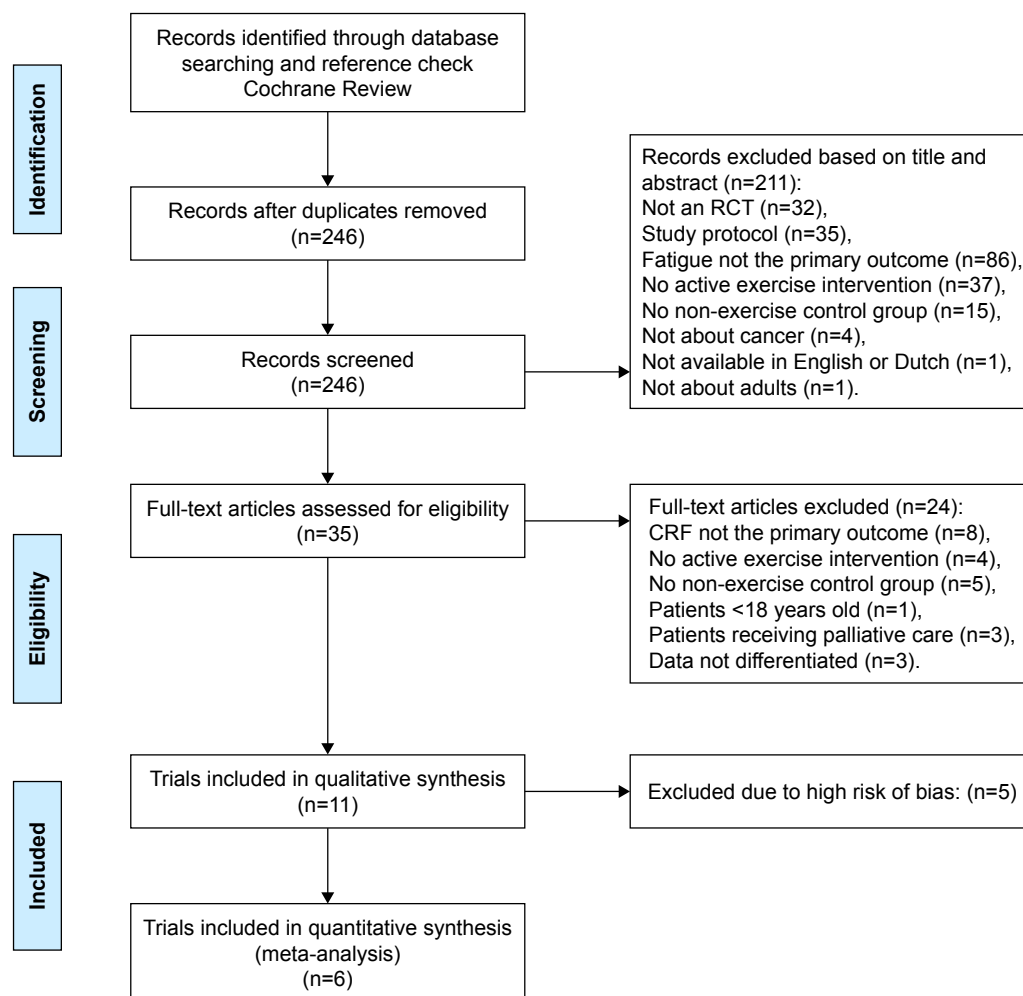 Identification
Records identified through database
searching and reference check
Cochrane Review
Records after duplicates removed
(n=246)
Screening
Records screened
(n=246)
Records excluded based on title and
abstract (n=211):
Not an RCT (n=32),
Study protocol (n=35),
Fatigue not the primary outcome (n=86),
No active exercise intervention (n=37),
No non-exercise control group (n=15),
Not about cancer (n=4),
Not available in English or Dutch (n=1),
Not about adults (n=1).
Eligibility
Full-text articles assessed for eligibility
(n=35)
Full-text articles excluded (n=24):
CRF not the primary outcome (n=8),
No active exercise intervention (n=4),
No non-exercise control group (n=5),
Patients <18 years old (n=1),
Patients receiving palliative care (n=3),
Data not differentiated (n=3).
Included
Trials included in qualitative synthesis
(n=11)
Excluded due to high risk of bias: (n=5)
Trials included in quantitative synthesis
(meta-analysis)
(n=6)